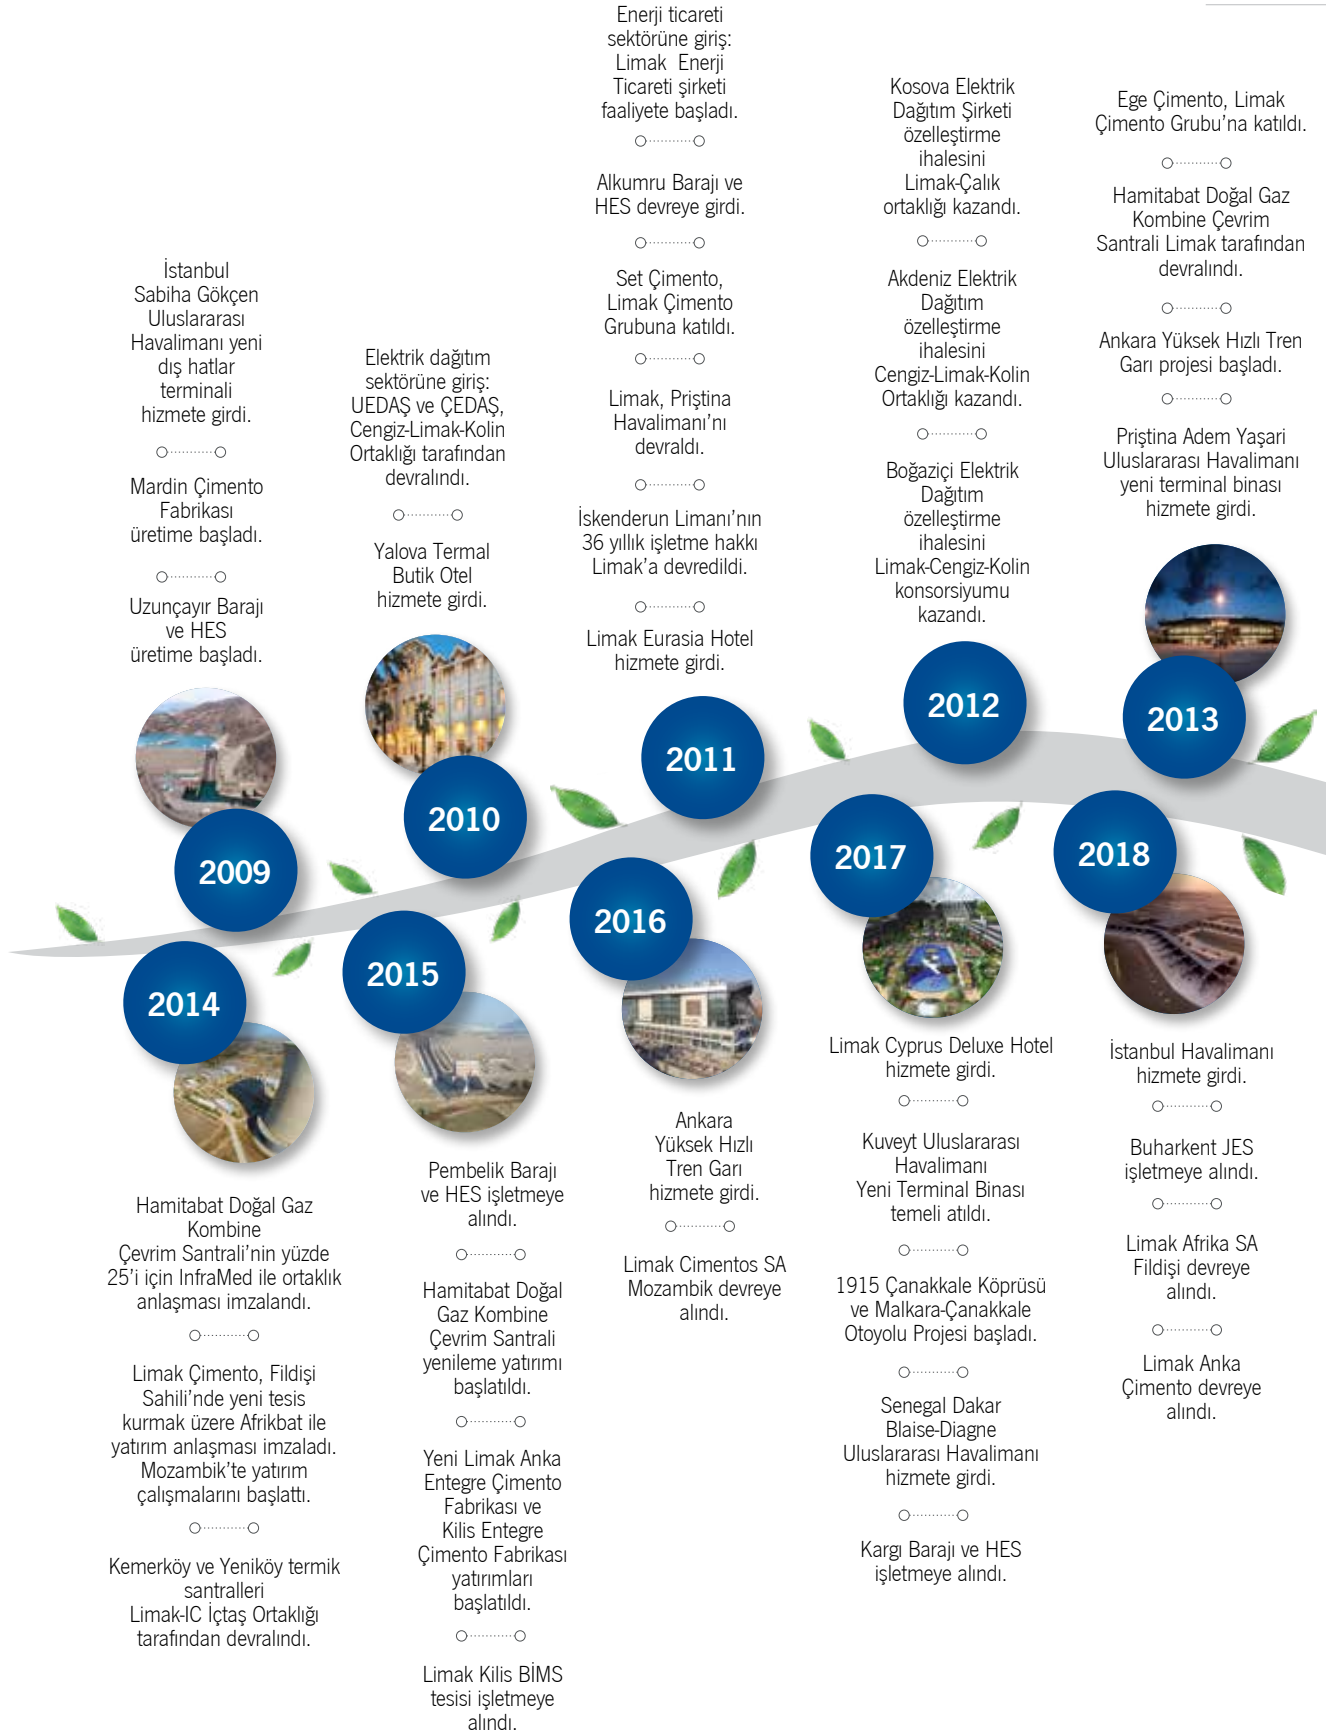 İstanbul
Sabiha Gökçen
Uluslararası
Havalimanı yeni
dış hatlar
terminali
hizmete girdi.
Mardin Çimento
Fabrikası
üretime başladı.
Uzunçayır Barajı
ve HES
üretime başladı.
2009
Elektrik dağıtım
sektörüne giriş:
UEDAŞ ve ÇEDAŞ,
Cengiz-Limak-Kolin
Ortaklığı tarafından
devralındı.
Yalova Termal
Butik Otel
hizmete girdi.
2010
Enerji ticareti
sektörüne giriş:
Limak Enerji
Ticareti şirketi
faaliyete başladı.
Alkumru Barajı ve
HES devreye girdi.
Set Çimento,
Limak Çimento
Grubuna katıldı.
Limak, Priştina
Havalimanı’nı
devraldı.
İskenderun Limanı’nın
36 yıllık işletme hakkı
Limak’a devredildi.
Limak Eurasia Hotel
hizmete girdi.
2011
Kosova Elektrik
Dağıtım Şirketi
özelleştirme
ihalesini
Limak-Çalık
ortaklığı kazandı.
Akdeniz Elektrik
Dağıtım
özelleştirme
ihalesini
Cengiz-Limak-Kolin
Ortaklığı kazandı.
Boğaziçi Elektrik
Dağıtım
özelleştirme
ihalesini
Limak-Cengiz-Kolin
konsorsiyumu
kazandı.
2012
Ege Çimento, Limak
Çimento Grubu’na katıldı.
Hamitabat Doğal Gaz
Kombine Çevrim
Santrali Limak tarafından
devralındı.
Ankara Yüksek Hızlı Tren
Garı projesi başladı.
Priştina Adem Yaşari
Uluslararası Havalimanı
yeni terminal binası
hizmete girdi.
2013
2014
Hamitabat Doğal Gaz
Kombine
Çevrim Santrali’nin yüzde
25’i için InfraMed ile ortaklık
anlaşması imzalandı.
Limak Çimento, Fildişi
Sahili’nde yeni tesis
kurmak üzere Afrikbat ile
yatırım anlaşması imzaladı.
Mozambik’te yatırım
çalışmalarını başlattı.
Kemerköy ve Yeniköy termik
santralleri
Limak-IC İçtaş Ortaklığı
tarafından devralındı.
2015
Pembelik Barajı
ve HES işletmeye
alındı.
Hamitabat Doğal
Gaz Kombine
Çevrim Santrali
yenileme yatırımı
başlatıldı.
Yeni Limak Anka
Entegre Çimento
Fabrikası ve
Kilis Entegre
Çimento Fabrikası
yatırımları
başlatıldı.
Limak Kilis BİMS
tesisi işletmeye
alındı.
2016
Ankara
Yüksek Hızlı
Tren Garı
hizmete girdi.
Limak Cimentos SA
Mozambik devreye
alındı.
2017
Limak Cyprus Deluxe Hotel
hizmete girdi.
Kuveyt Uluslararası
Havalimanı
Yeni Terminal Binası
temeli atıldı.
1915 Çanakkale Köprüsü
ve Malkara-Çanakkale
Otoyolu Projesi başladı.
Senegal Dakar
Blaise-Diagne
Uluslararası Havalimanı
hizmete girdi.
Kargı Barajı ve HES
işletmeye alındı.
2018
İstanbul Havalimanı
hizmete girdi.
Buharkent JES
işletmeye alındı.
Limak Afrika SA
Fildişi devreye
alındı.
Limak Anka
Çimento devreye
alındı.